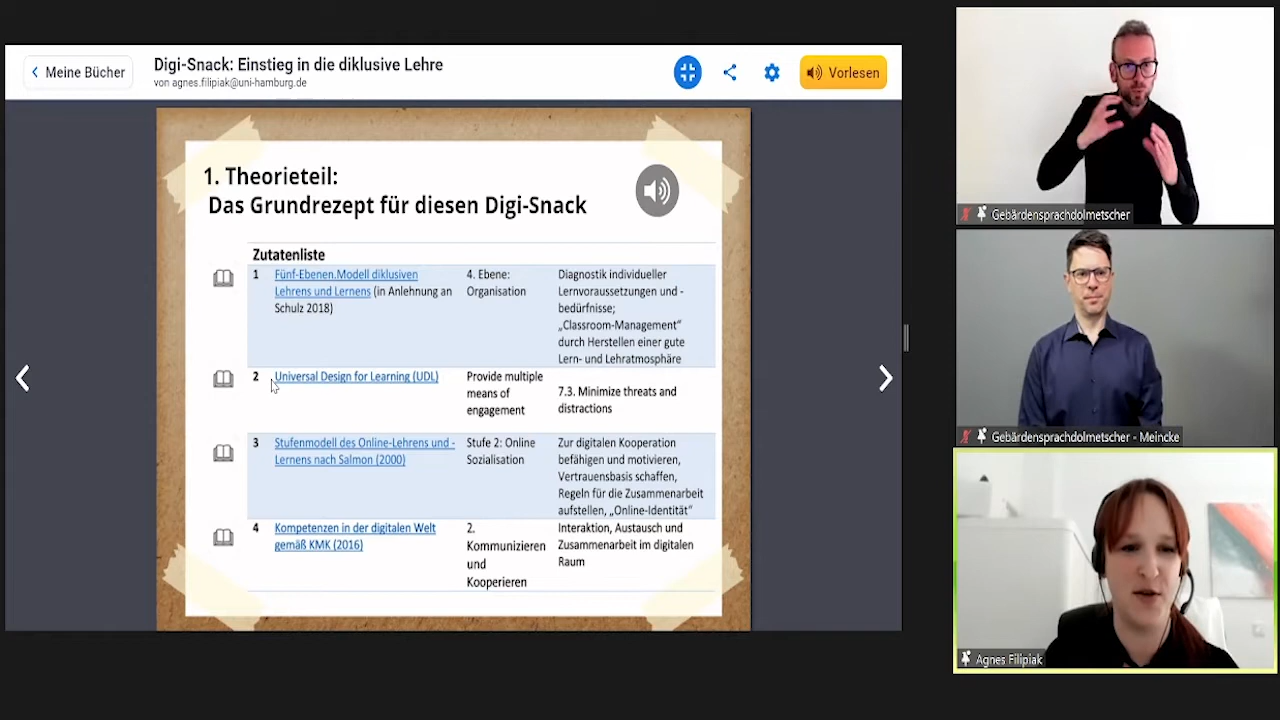 Meine Bücher
Digi-Snack: Einstieg in die diklusive Lehre
von agnes.filipiak@uni-hamburg.de
Vorlesen
1. Theorieteil:
Das Grundrezept für diesen Digi-Snack
Zutatenliste
1
Fünf-Ebenen.Modell diklusiven
Lehrens und Lernens (in Anlehnung an
Schulz 2018)
4. Ebene:
Organisation
Diagnostik individueller
Lernvoraussetzungen und -
bedürfnisse;
„Classroom-Management“
durch Herstellen einer gute
Lern- und Lehratmosphäre
2
Universal Design for Learning (UDL)
Provide multiple
means of
engagement
7.3. Minimize threats and
distractions
3
Stufenmodell des Online-Lehrens und -
Lernens nach Salmon (2000)
Stufe 2: Online
Sozialisation
Zur digitalen Kooperation
befähigen und motivieren,
Vertrauensbasis schaffen,
Regeln für die Zusammenarbeit
aufstellen, „Online-Identität“
4
Kompetenzen in der digitalen Welt
gemäß KMK (2016)
2.
Kommunizieren
und
Kooperieren
Interaktion, Austausch und
Zusammenarbeit im digitalen
Raum
Gebärdensprachdolmetscher
Gebärdensprachdolmetscher - Meincke
Agnes Filipiak